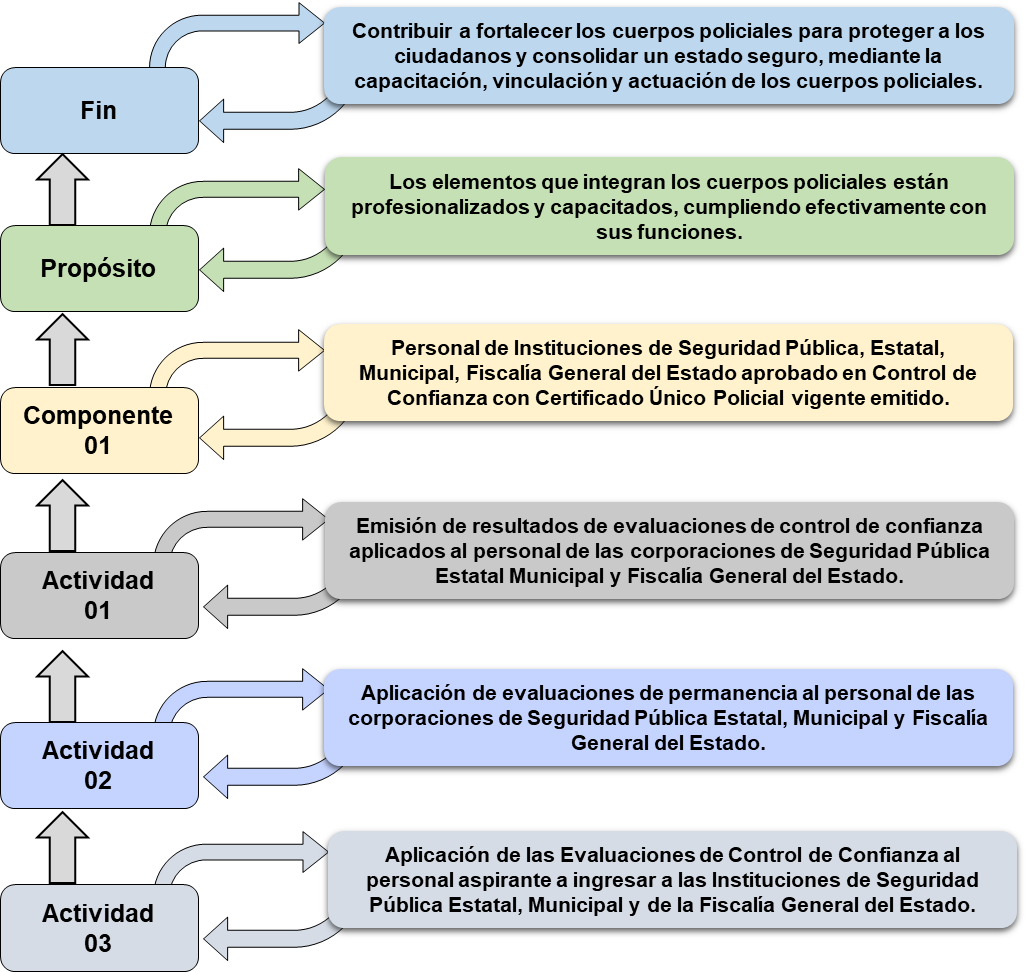 Contribuir a fortalecer los cuerpos policiales para proteger a los
ciudadanos y consolidar un estado seguro, mediante la
capacitación, vinculación y actuación de los cuerpos policiales.
Fin
Los elementos que integran los cuerpos policiales están
profesionalizados y capacitados, cumpliendo efectivamente con
sus funciones.
Propósito
Personal de Instituciones de Seguridad Pública, Estatal,
Municipal, Fiscalía General del Estado aprobado en Control de
Confianza con Certificado Único Policial vigente emitido.
Componente
01
Emisión de resultados de evaluaciones de control de confianza
aplicados al personal de las corporaciones de Seguridad Pública
Estatal Municipal y Fiscalía General del Estado.
Actividad
01
Aplicación de evaluaciones de permanencia al personal de las
corporaciones de Seguridad Pública Estatal, Municipal y Fiscalía
General del Estado.
Actividad
02
Aplicación de las Evaluaciones de Control de Confianza al
personal aspirante a ingresar a las Instituciones de Seguridad
Pública Estatal, Municipal y de la Fiscalía General del Estado.
Actividad
03